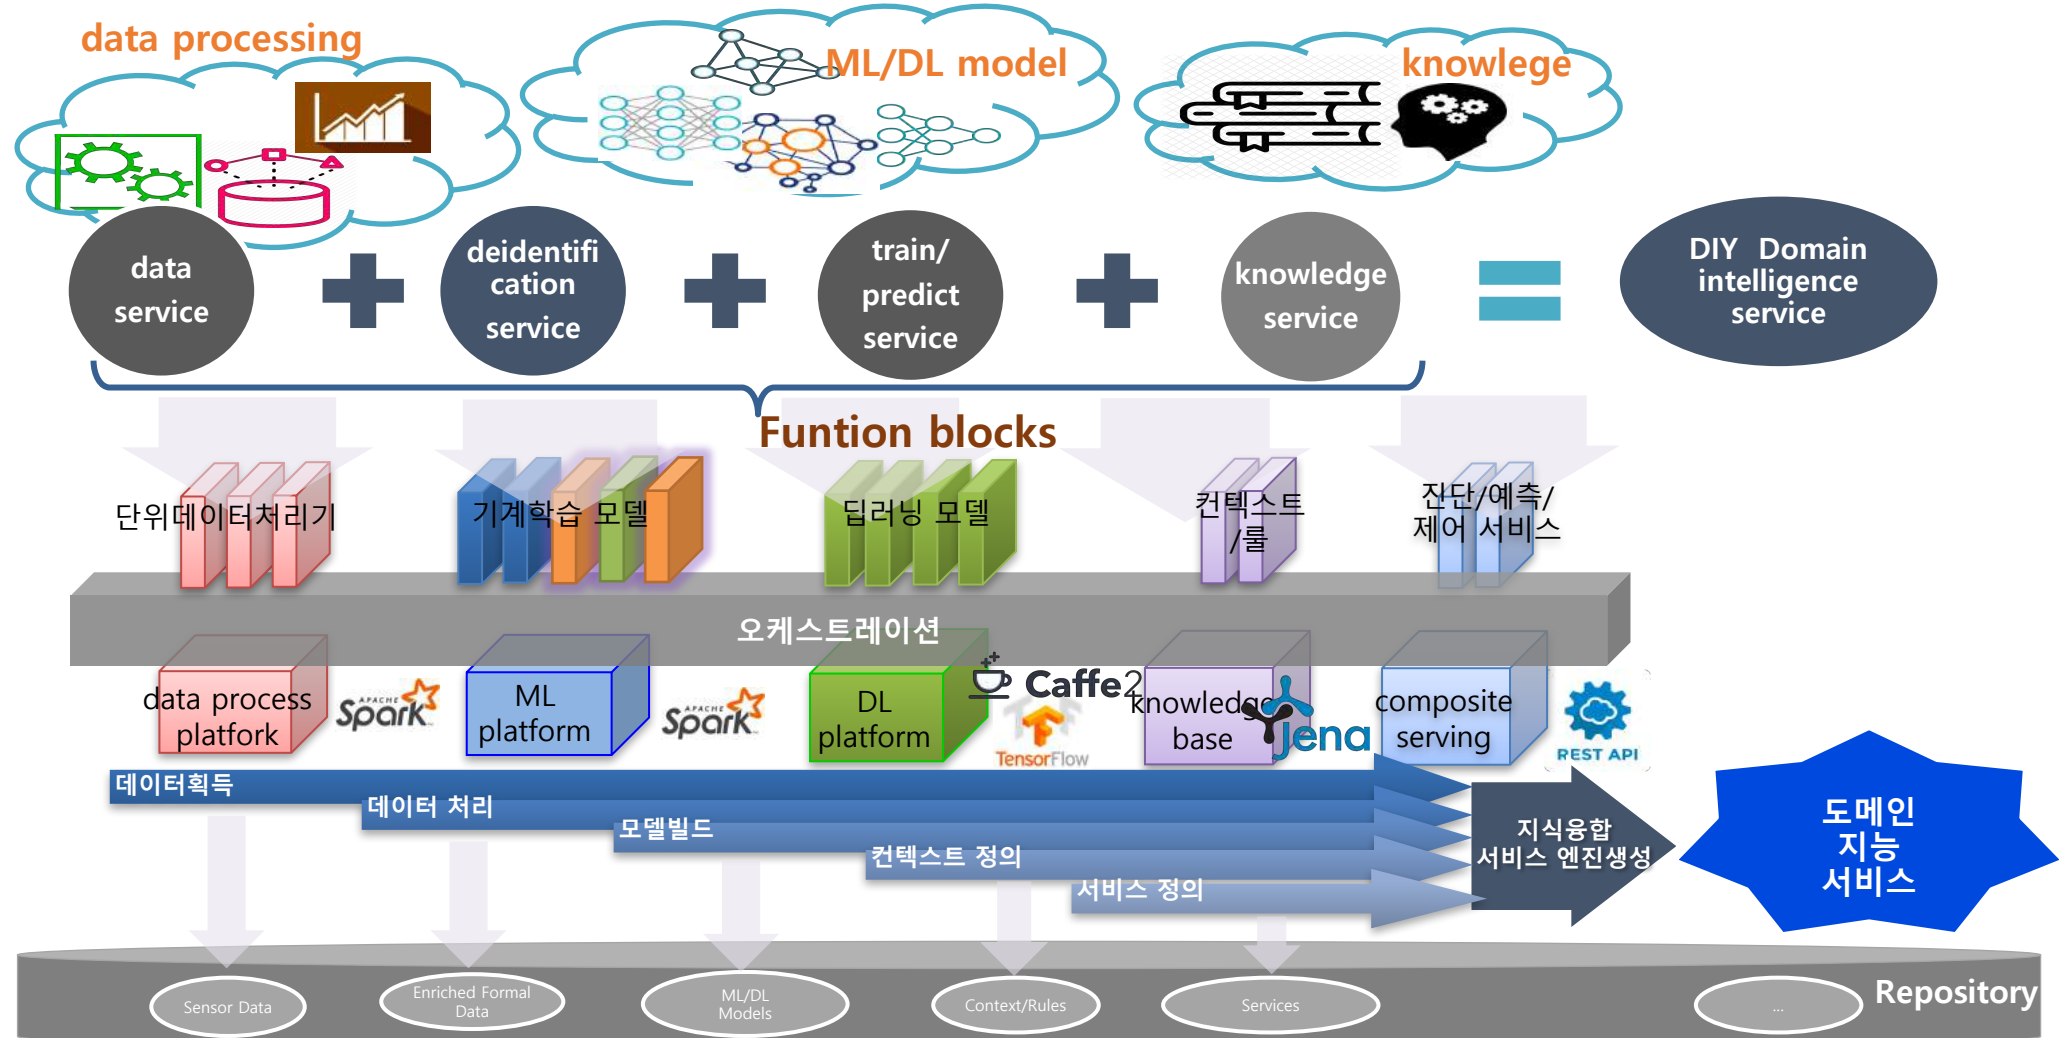 data processing
ML/DL model
knowlege
data
service
deidentifi
cation
service
train/
predict
service
knowledge
service
DIY Domain
intelligence
service
Funtion blocks
단위데이터처리기
기계학습 모델
딥러닝 모델
컨텍스트
/룰
진단/예측/
제어 서비스
오케스트레이션
data process
platfork
APACHE
Spark
ML
platform
APACHE
Spark
DL
platform
Caffe2
TensorFlow
knowledge
base
jena
composite
serving
REST API
데이터획득
데이터 처리
모델빌드
컨텍스트 정의
서비스 정의
지식융합
서비스 엔진생성
도메인
지능
서비스
Repository
Sensor Data
Enriched Formal
Data
ML/DL
Models
Context/Rules
Services
...